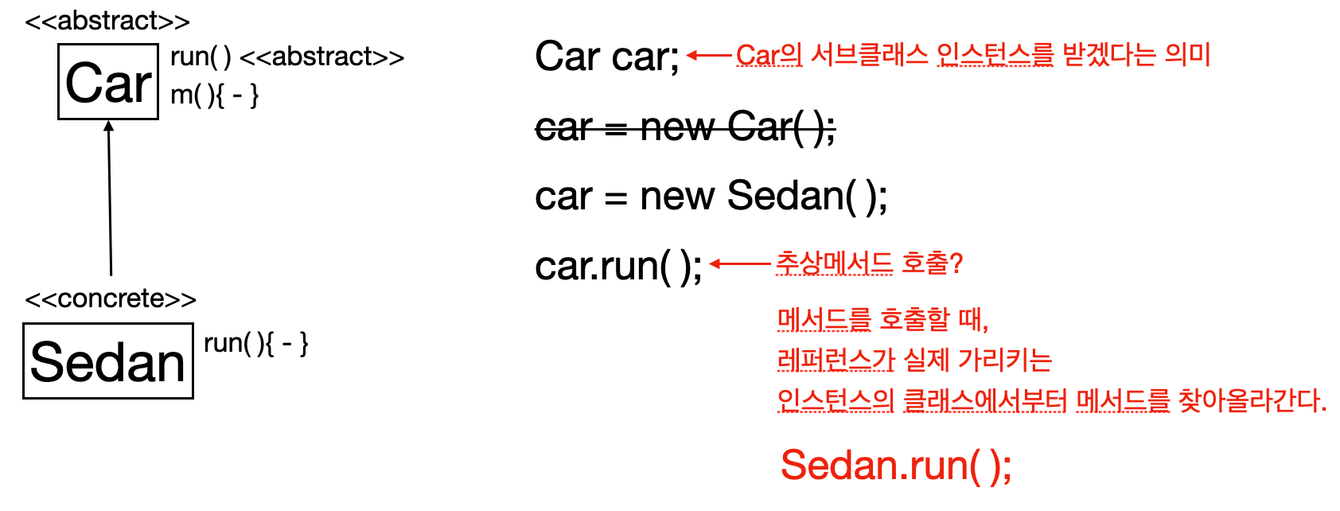 <<abstract>>
Car
run( ) <<abstract>>
m( ){ - }
<<concrete>>
Sedan
run( ){ - }
Car car;
Car의 서브클래스 인스턴스를 받겠다는 의미
car = new Car( );
car = new Sedan( );
car.run( );
추상메서드 호출?
메서드를 호출할 때,
레퍼런스가 실제 가리키는
인스턴스의 클래스에서부터 메서드를 찾아올라간다.
Sedan.run( );